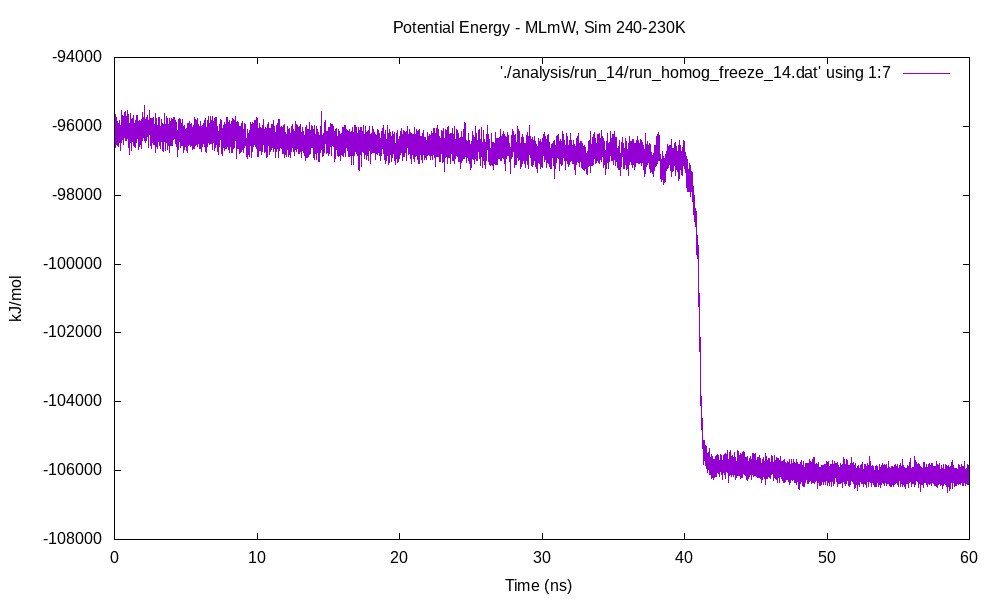 Potential Energy - MLmW, Sim 240-230K
'./analysis/run_14/run_homog_freeze_14.dat' using 1:7
-94000
-96000
-98000
-100000
-102000
-104000
-106000
-108000
kJ/mol
0 10 20 30 40 50 60
Time (ns)